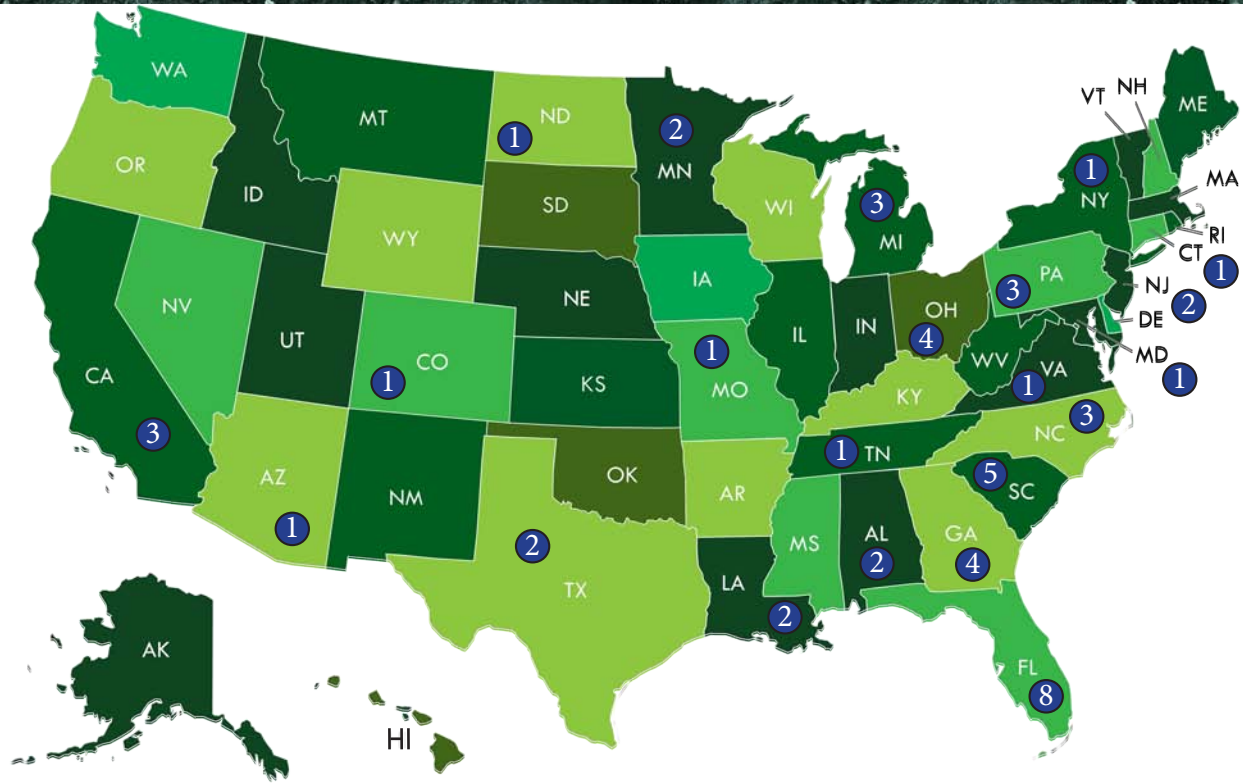 WA
MT
ND
1
MN
2
OR
ID
SD
WI
MI
3
VT
NH
ME
NY
1
MA
RI
CT
1
WY
NE
IA
PA
3
NJ
2
DE
NV
UT
CO
1
IL
IN
OH
4
MD
1
WV
VA
1
CA
3
KS
MO
1
KY
NC
3
AZ
1
NM
OK
AR
TN
1
SC
5
TX
2
LA
2
MS
AL
2
GA
4
FL
8
AK
HI